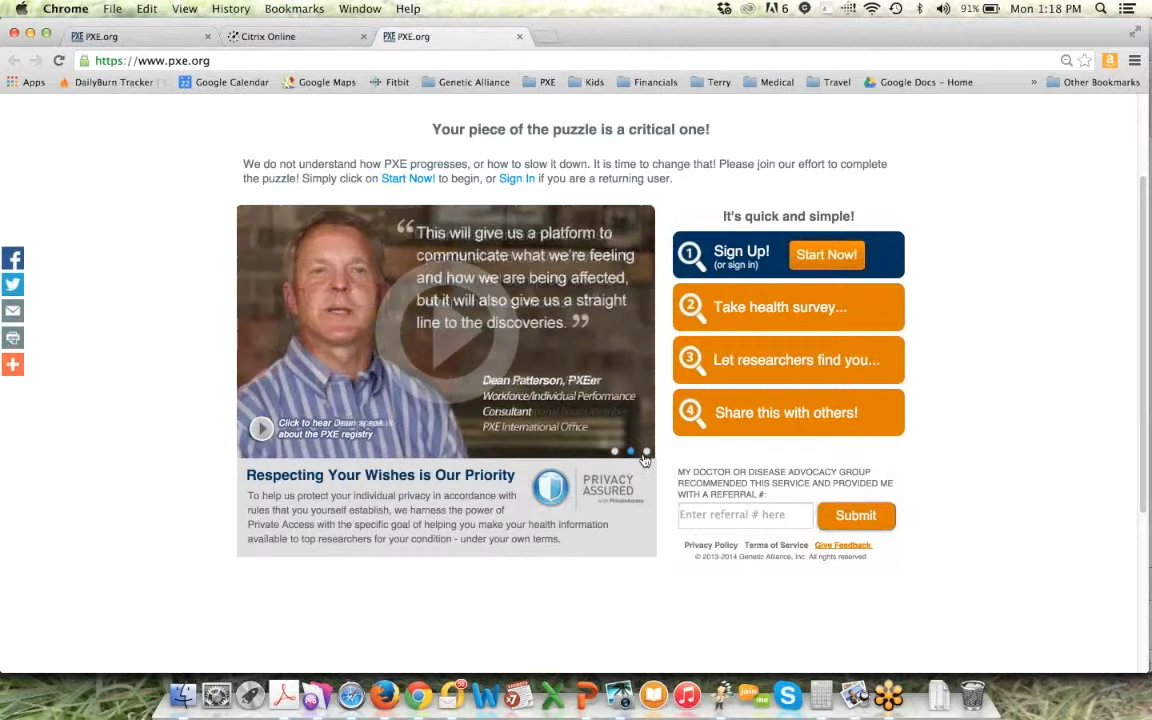 Chrome File Edit View History Bookmarks Window Help
6 91% Mon 1:18 PM
PXE PXE.org
Citrix Online
PXE PXE.org
https://www.pxe.org
Apps DailyBurn Tracker Google Calendar Google Maps Fitbit Genetic Alliance PXE Kids Financials Terry Medical Travel Google Docs - Home » Other Bookmarks
Your piece of the puzzle is a critical one!
We do not understand how PXE progresses, or how to slow it down. It is time to change that! Please join our effort to complete
the puzzle! Simply click on Start Now! to begin, or Sign In if you are a returning user.
“This will give us a platform to
communicate what we're feeling
and how we are being affected,
but it will also give us a straight
line to the discoveries. ”
Dean Patterson, PXEer
Workforce/Individual Performance
Consultant
PXE International Office
Click to hear Dean speak
about the PXE registry
Respecting Your Wishes is Our Priority
To help us protect your individual privacy in accordance with
rules that you yourself establish, we harness the power of
Private Access with the specific goal of helping you make your health information
available to top researchers for your condition - under your own terms.
PRIVACY
ASSURED
with PrivateAccess
It's quick and simple!
1 Sign Up!
(or sign in)
Start Now!
2 Take health survey...
3 Let researchers find you...
4 Share this with others!
MY DOCTOR OR DISEASE ADVOCACY GROUP
RECOMMENDED THIS SERVICE AND PROVIDED ME
WITH A REFERRAL #:
Enter referral # here
Submit
Privacy Policy Terms of Service Give Feedback
© 2013-2014 Genetic Alliance, Inc. All rights reserved